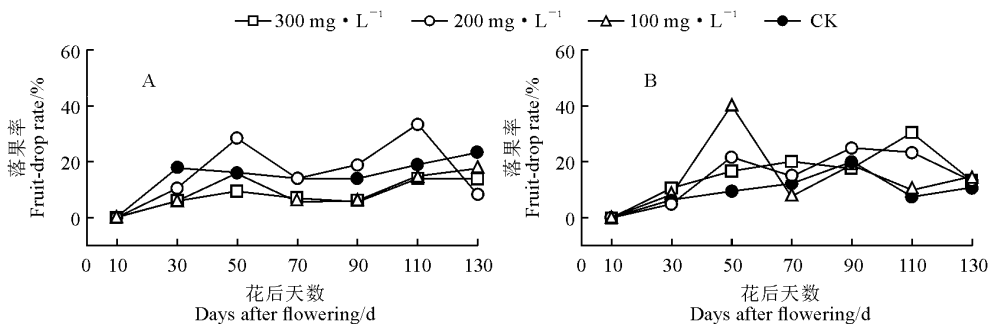 300 mg·L⁻¹ 200 mg·L⁻¹ 100 mg·L⁻¹ CK
60 60
A B
40 40
落果率 落果率
Fruit-drop rate/% Fruit-drop rate/%
20 20
0 0
0 10 30 50 70 90 110 130 0 10 30 50 70 90 110 130
花后天数 花后天数
Days after flowering/d Days after flowering/d